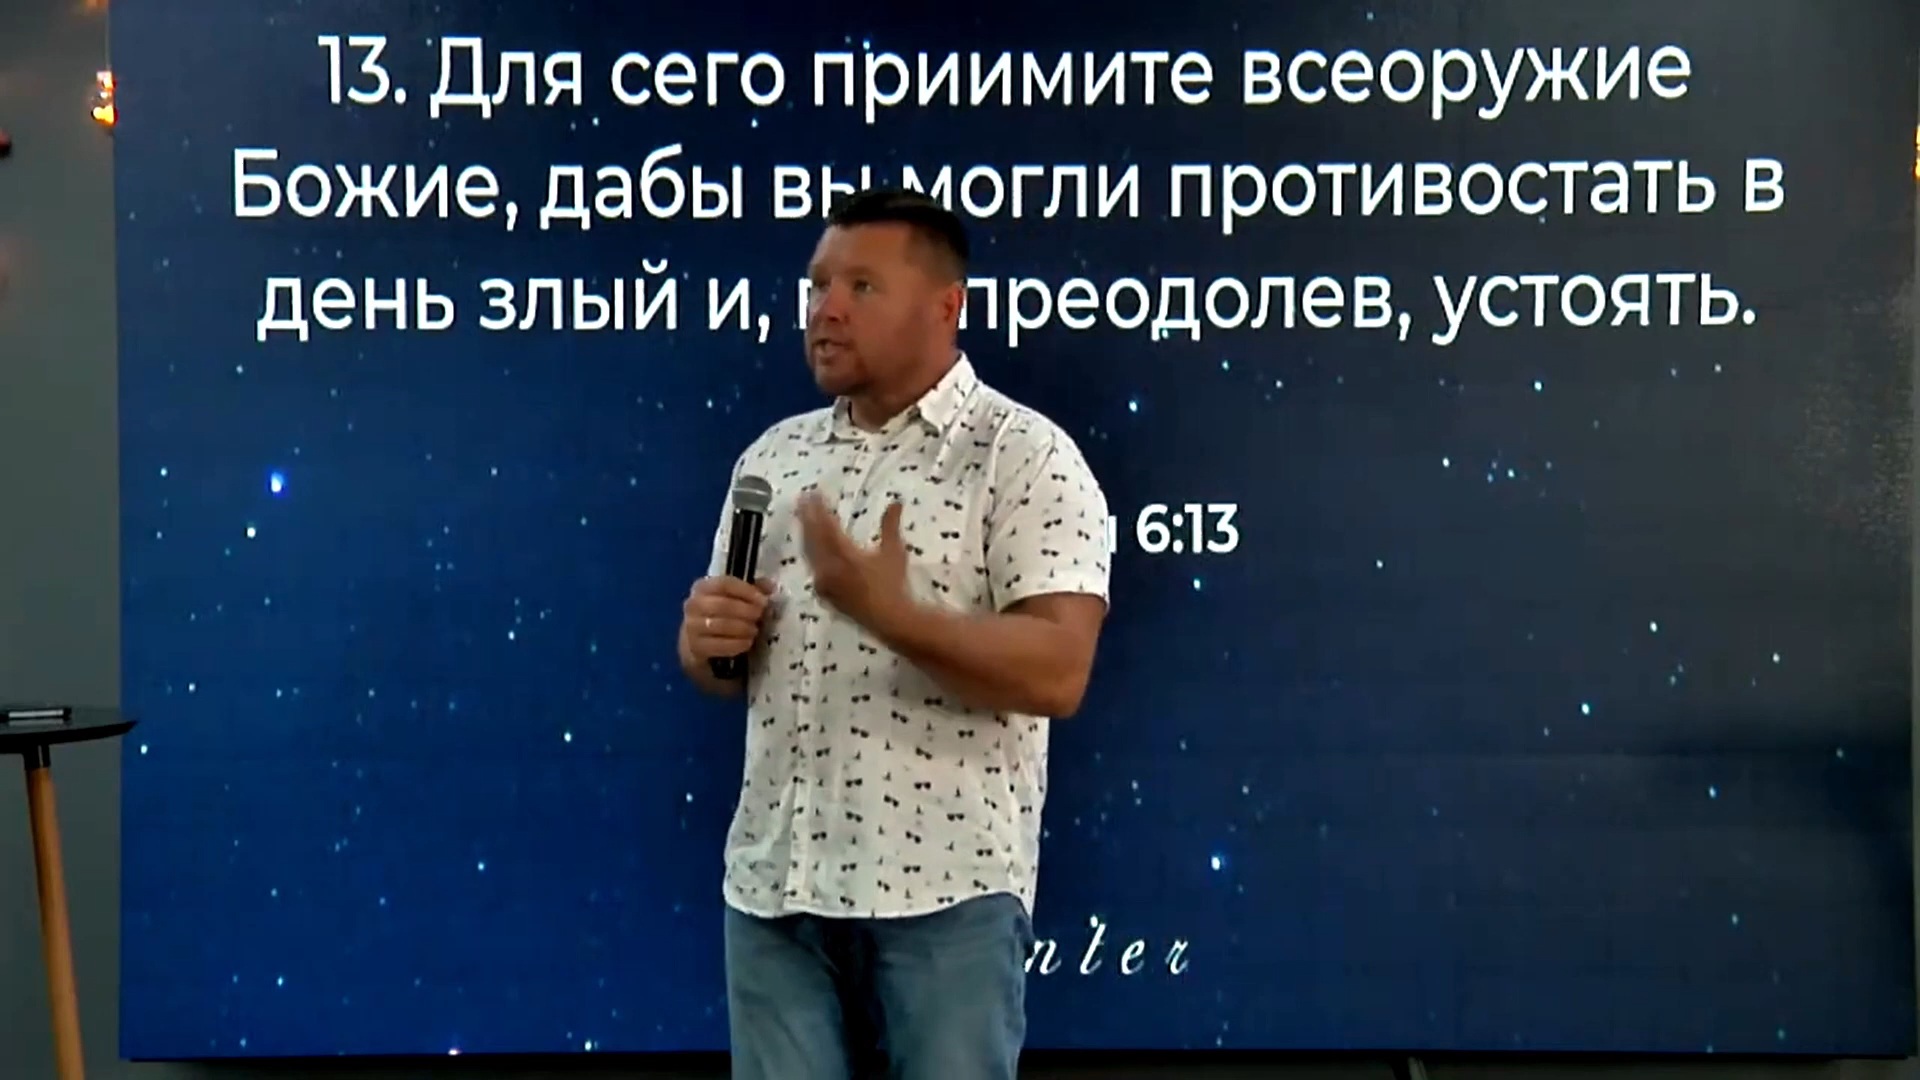 13. Для сего приимите всеоружие
Божие, дабы вы могли противостать в
день злый и, преодолев, устоять.
6:13